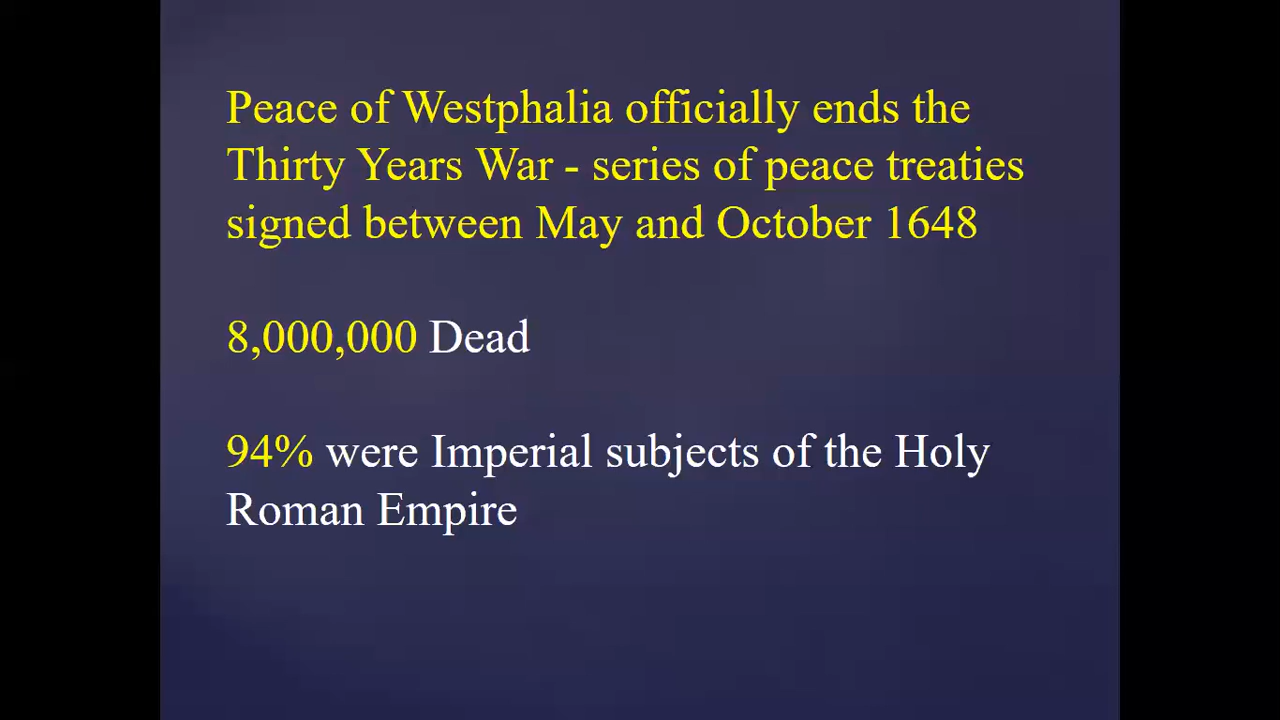 Peace of Westphalia officially ends the
Thirty Years War - series of peace treaties
signed between May and October 1648
8,000,000 Dead
94% were Imperial subjects of the Holy
Roman Empire